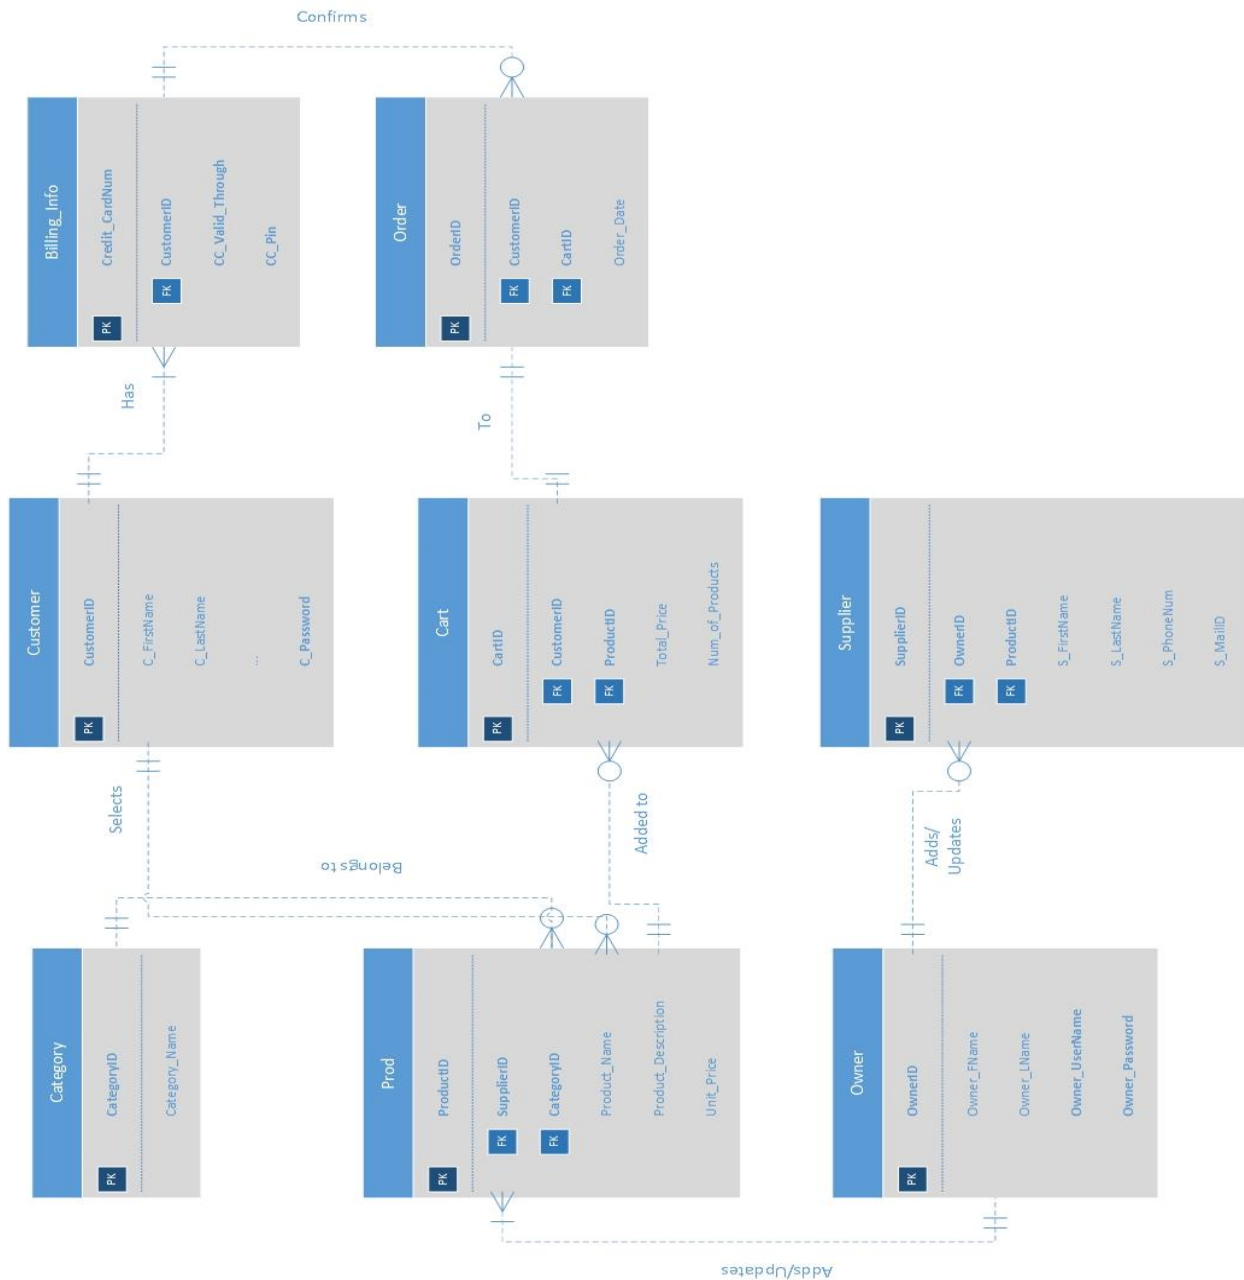 Category
PK CategoryID
Category_Name
Customer
PK CustomerID
C_FirstName
C_LastName
...
C_Password
Billing_Info
PK Credit_CardNum
FK CustomerID
CC_Valid_Through
CC_Pin
Selects
Has
Confirms
Belongs to
Prod
PK ProductID
FK SupplierID
FK CategoryID
Product_Name
Product_Description
Unit_Price
Added to
Cart
PK CartID
FK CustomerID
FK ProductID
Total_Price
Num_of_Products
To
Order
PK OrderID
FK CustomerID
FK CartID
Order_Date
Adds/Updates
Owner
PK OwnerID
Owner_FName
Owner_LName
Owner_UserName
Owner_Password
Adds/
Updates
Supplier
PK SupplierID
FK OwnerID
FK ProductID
S_FirstName
S_LastName
S_PhoneNum
S_MailID